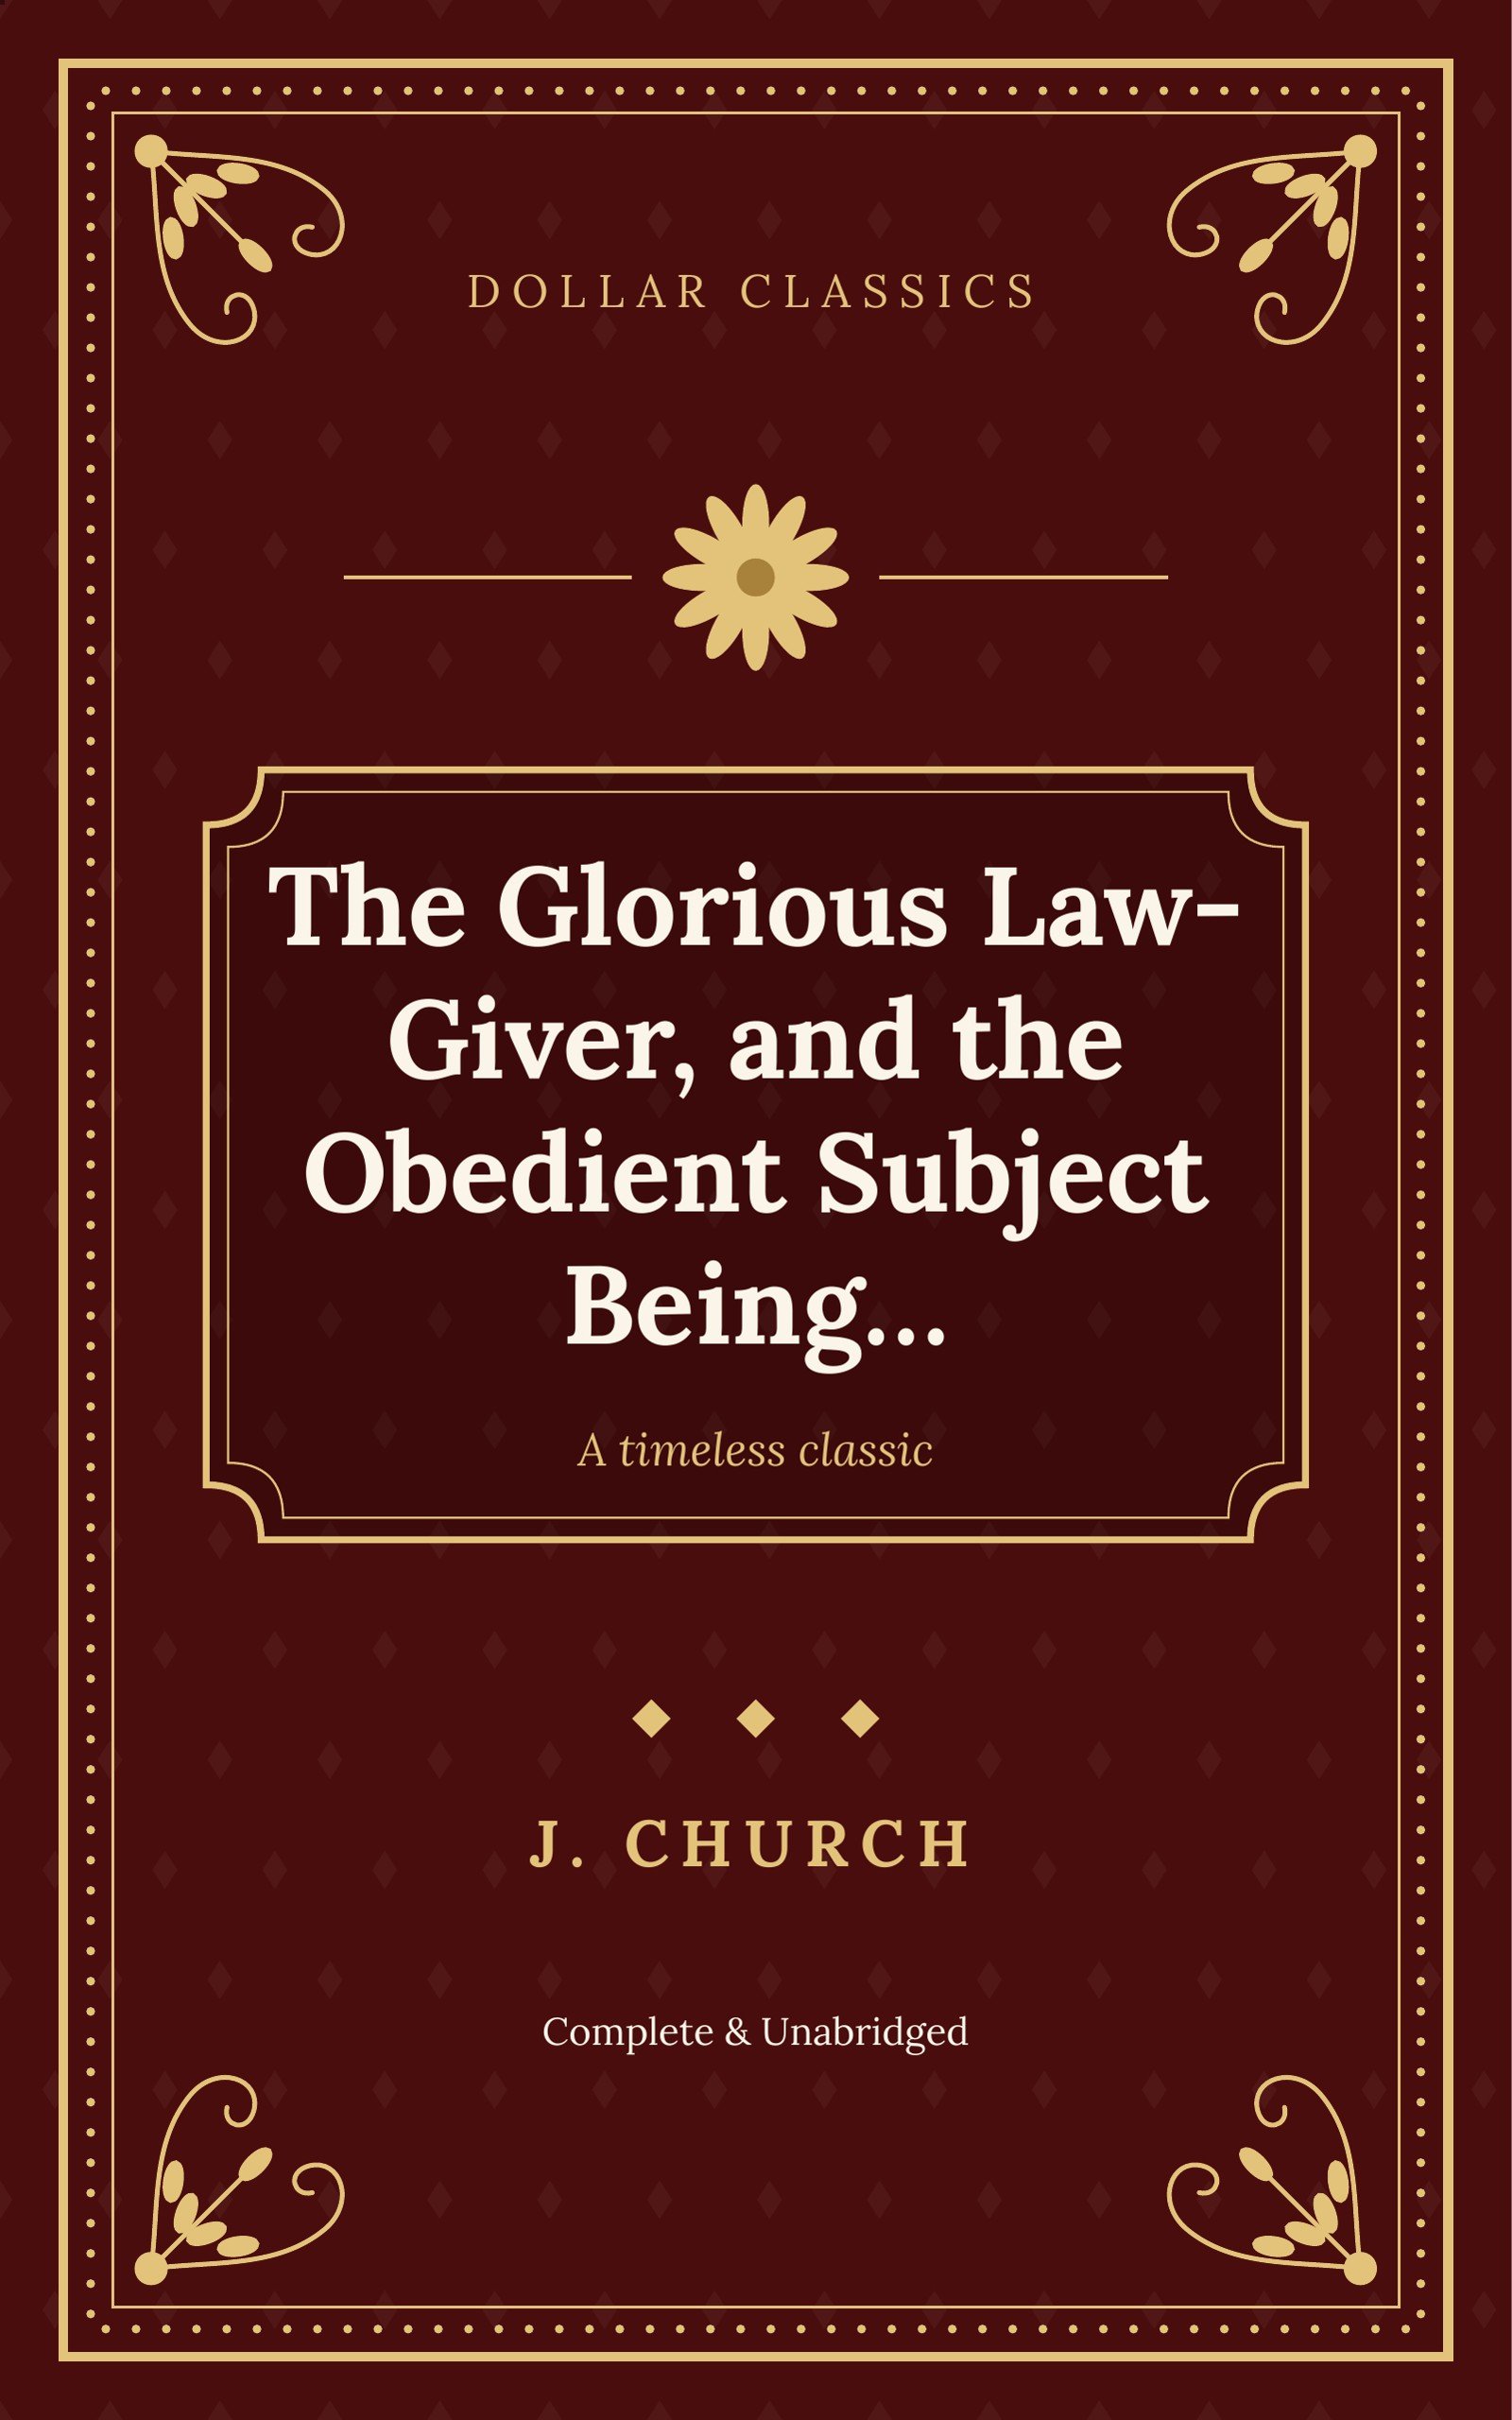 DOLLAR CLASSICS
The Glorious Law-
Giver, and the
Obedient Subject
Being...
A timeless classic
J. CHURCH
Complete & Unabridged